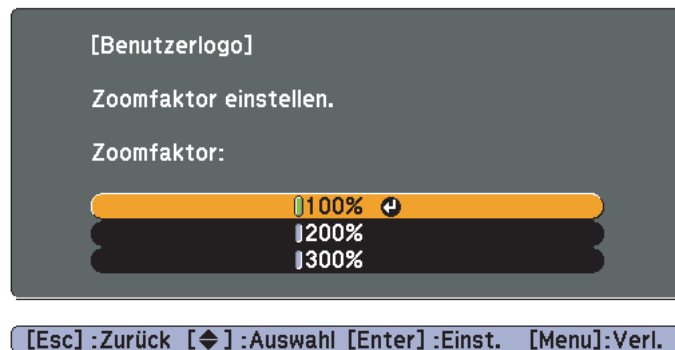 [Benutzerlogo]
Zoomfaktor einstellen.
Zoomfaktor:
100%
200%
300%
[Esc] :Zurück [◆] :Auswahl [Enter] :Einst. [Menu]:Verl.